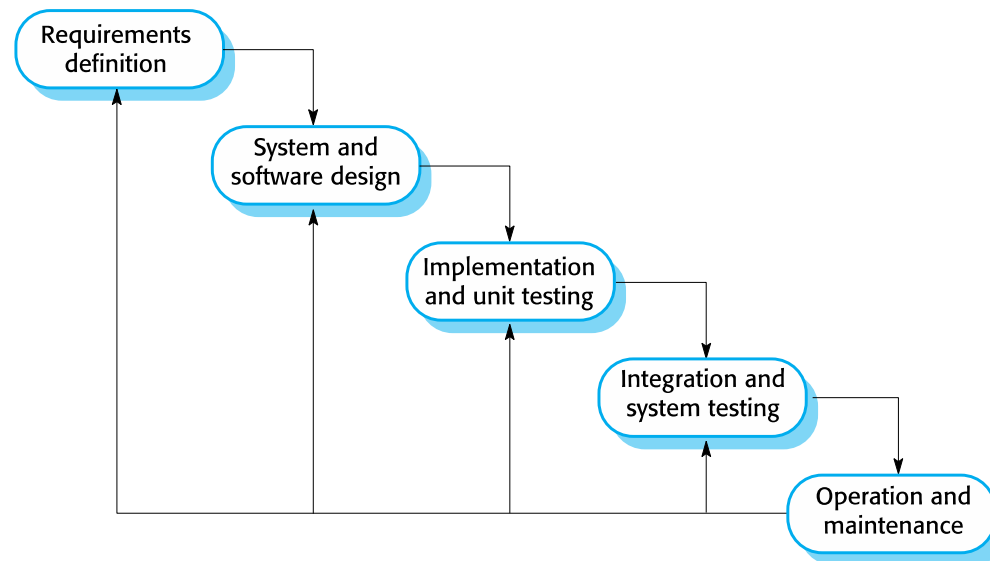 Requirements
definition
System and
software design
Implementation
and unit testing
Integration and
system testing
Operation and
maintenance